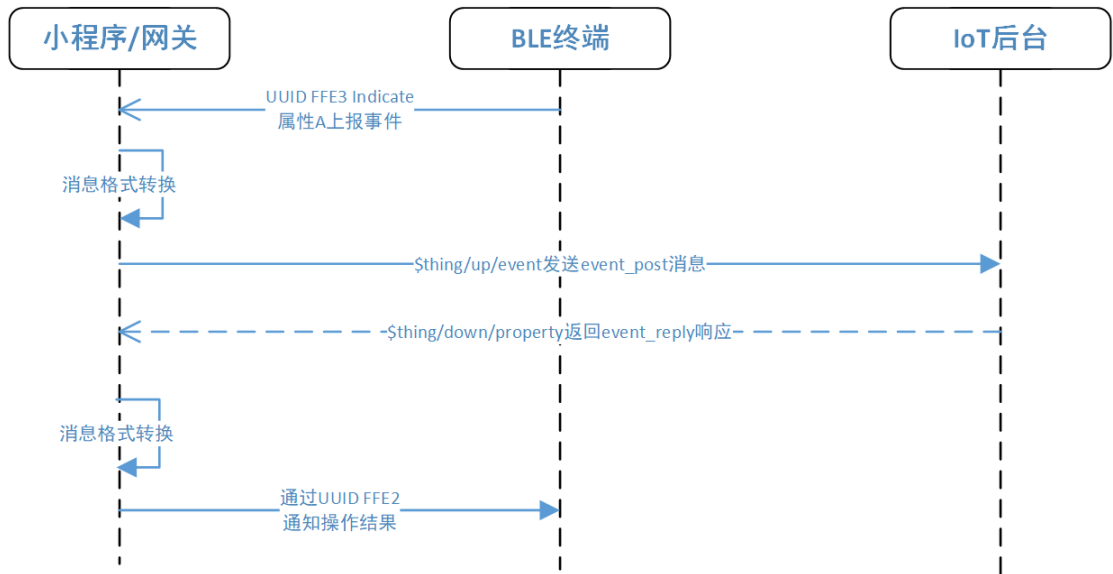 小程序/网关
BLE终端
IoT后台
UUID FFE3 Indicate
属性A上报事件
消息格式转换
$thing/up/event发送event_post消息
$thing/down/property返回event_reply响应
消息格式转换
通过UUID FFE2
通知操作结果